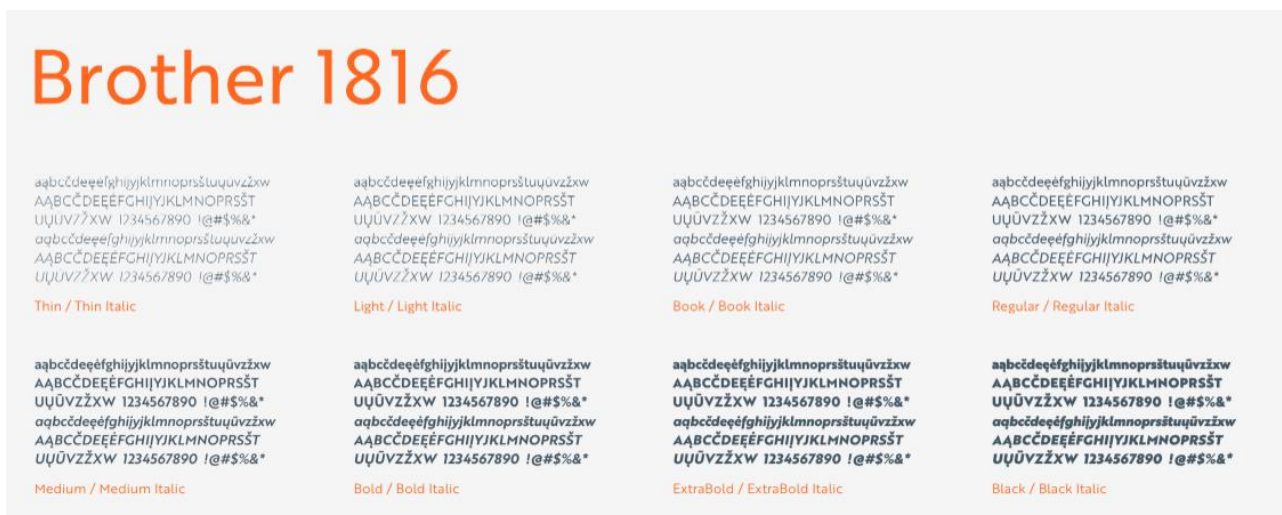 Brother 1816
aąbcčdeęėfghiįyjklmnoprsštuųūvzžxw
AĄBCČDEĘĖFGHIĮYJKLMNOPRSŠT
UŲŪVZŽXW 1234567890 !@#$%&*
aąbcčdeęėfghiįyjklmnoprsštuųūvzžxw
AĄBCČDEĘĖFGHIĮYJKLMNOPRSŠT
UŲŪVZŽXW 1234567890 !@#$%&*
Thin / Thin Italic
aąbcčdeęėfghiįyjklmnoprsštuųūvzžxw
AĄBCČDEĘĖFGHIĮYJKLMNOPRSŠT
UŲŪVZŽXW 1234567890 !@#$%&*
aąbcčdeęėfghiįyjklmnoprsštuųūvzžxw
AĄBCČDEĘĖFGHIĮYJKLMNOPRSŠT
UŲŪVZŽXW 1234567890 !@#$%&*
Light / Light Italic
aąbcčdeęėfghiįyjklmnoprsštuųūvzžxw
AĄBCČDEĘĖFGHIĮYJKLMNOPRSŠT
UŲŪVZŽXW 1234567890 !@#$%&*
aąbcčdeęėfghiįyjklmnoprsštuųūvzžxw
AĄBCČDEĘĖFGHIĮYJKLMNOPRSŠT
UŲŪVZŽXW 1234567890 !@#$%&*
Book / Book Italic
aąbcčdeęėfghiįyjklmnoprsštuųūvzžxw
AĄBCČDEĘĖFGHIĮYJKLMNOPRSŠT
UŲŪVZŽXW 1234567890 !@#$%&*
aąbcčdeęėfghiįyjklmnoprsštuųūvzžxw
AĄBCČDEĘĖFGHIĮYJKLMNOPRSŠT
UŲŪVZŽXW 1234567890 !@#$%&*
Regular / Regular Italic
aąbcčdeęėfghiįyjklmnoprsštuųūvzžxw
AĄBCČDEĘĖFGHIĮYJKLMNOPRSŠT
UŲŪVZŽXW 1234567890 !@#$%&*
aąbcčdeęėfghiįyjklmnoprsštuųūvzžxw
AĄBCČDEĘĖFGHIĮYJKLMNOPRSŠT
UŲŪVZŽXW 1234567890 !@#$%&*
Medium / Medium Italic
aąbcčdeęėfghiįyjklmnoprsštuųūvzžxw
AĄBCČDEĘĖFGHIĮYJKLMNOPRSŠT
UŲŪVZŽXW 1234567890 !@#$%&*
aąbcčdeęėfghiįyjklmnoprsštuųūvzžxw
AĄBCČDEĘĖFGHIĮYJKLMNOPRSŠT
UŲŪVZŽXW 1234567890 !@#$%&*
Bold / Bold Italic
aąbcčdeęėfghiįyjklmnoprsštuųūvzžxw
AĄBCČDEĘĖFGHIĮYJKLMNOPRSŠT
UŲŪVZŽXW 1234567890 !@#$%&*
aąbcčdeęėfghiįyjklmnoprsštuųūvzžxw
AĄBCČDEĘĖFGHIĮYJKLMNOPRSŠT
UŲŪVZŽXW 1234567890 !@#$%&*
ExtraBold / ExtraBold Italic
aąbcčdeęėfghiįyjklmnoprsštuųūvzžxw
AĄBCČDEĘĖFGHIĮYJKLMNOPRSŠT
UŲŪVZŽXW 1234567890 !@#$%&*
aąbcčdeęėfghiįyjklmnoprsštuųūvzžxw
AĄBCČDEĘĖFGHIĮYJKLMNOPRSŠT
UŲŪVZŽXW 1234567890 !@#$%&*
Black / Black Italic